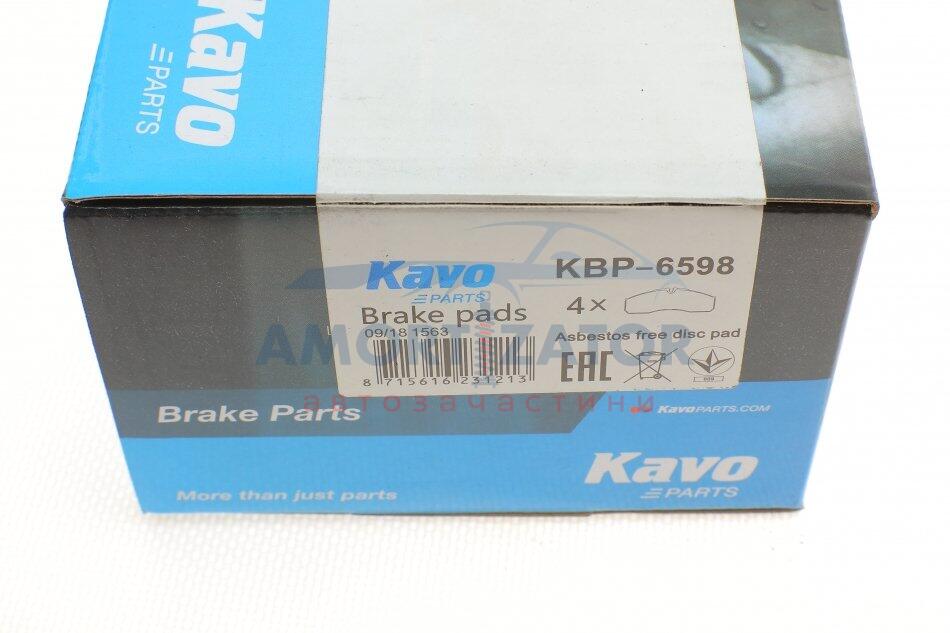 Kavo
PARTS
Kavo
PARTS
KBP-6598
Brake pads
4×
09/18 1563
Asbestos free disc pad
8 715616 231213
EAC
AMORTIZATOR
автозапчастини
Brake Parts
KavoPARTS.COM
Kavo
PARTS
More than just parts